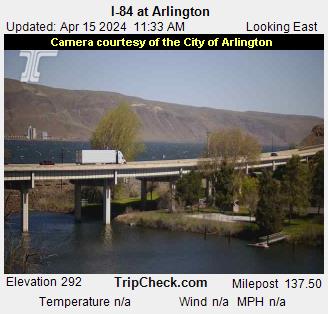 I-84 at Arlington
Updated: Apr 15 2024 11:33 AM Looking East
Camera courtesy of the City of Arlington
Elevation 292 TripCheck.com Milepost 137.50
Temperature n/a Wind n/a MPH n/a